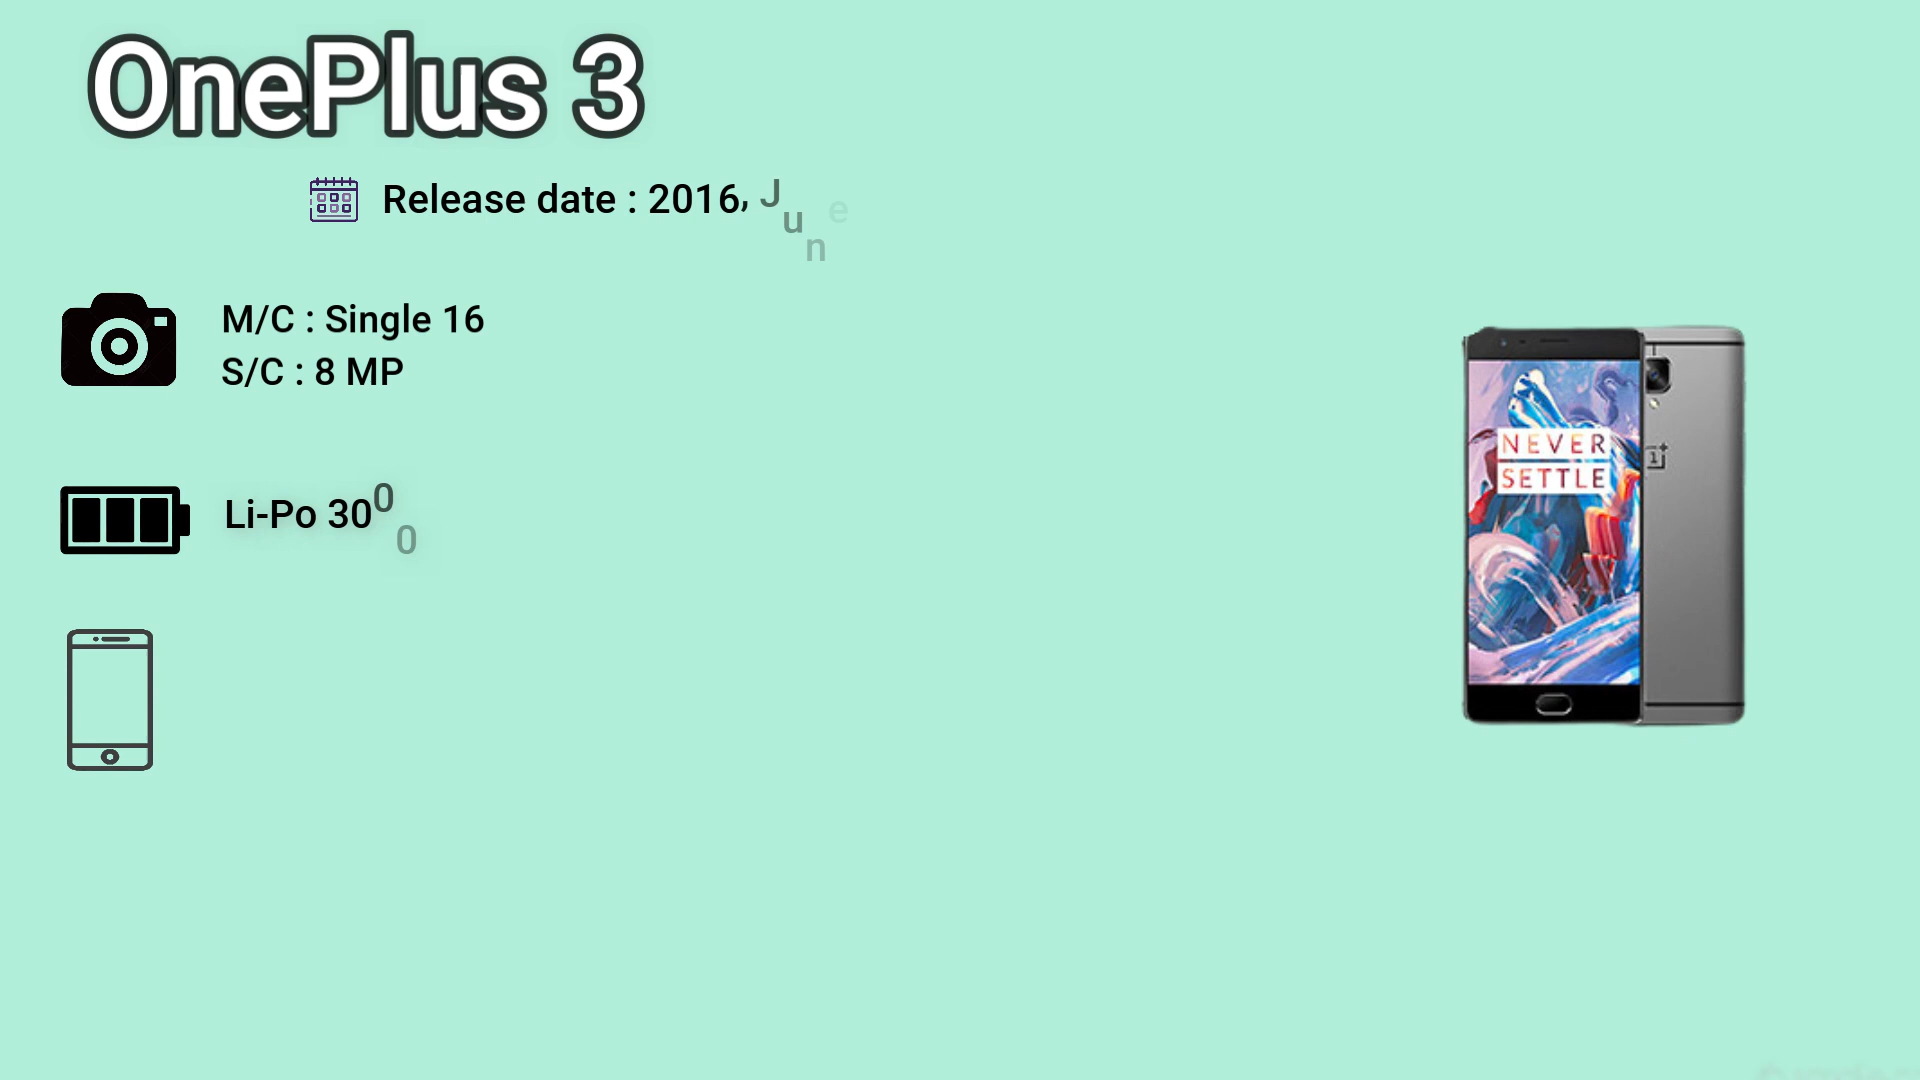 OnePlus 3
Release date : 2016, June
M/C : Single 16
S/C : 8 MP
Li-Po 3000
NEVER
SETTLE